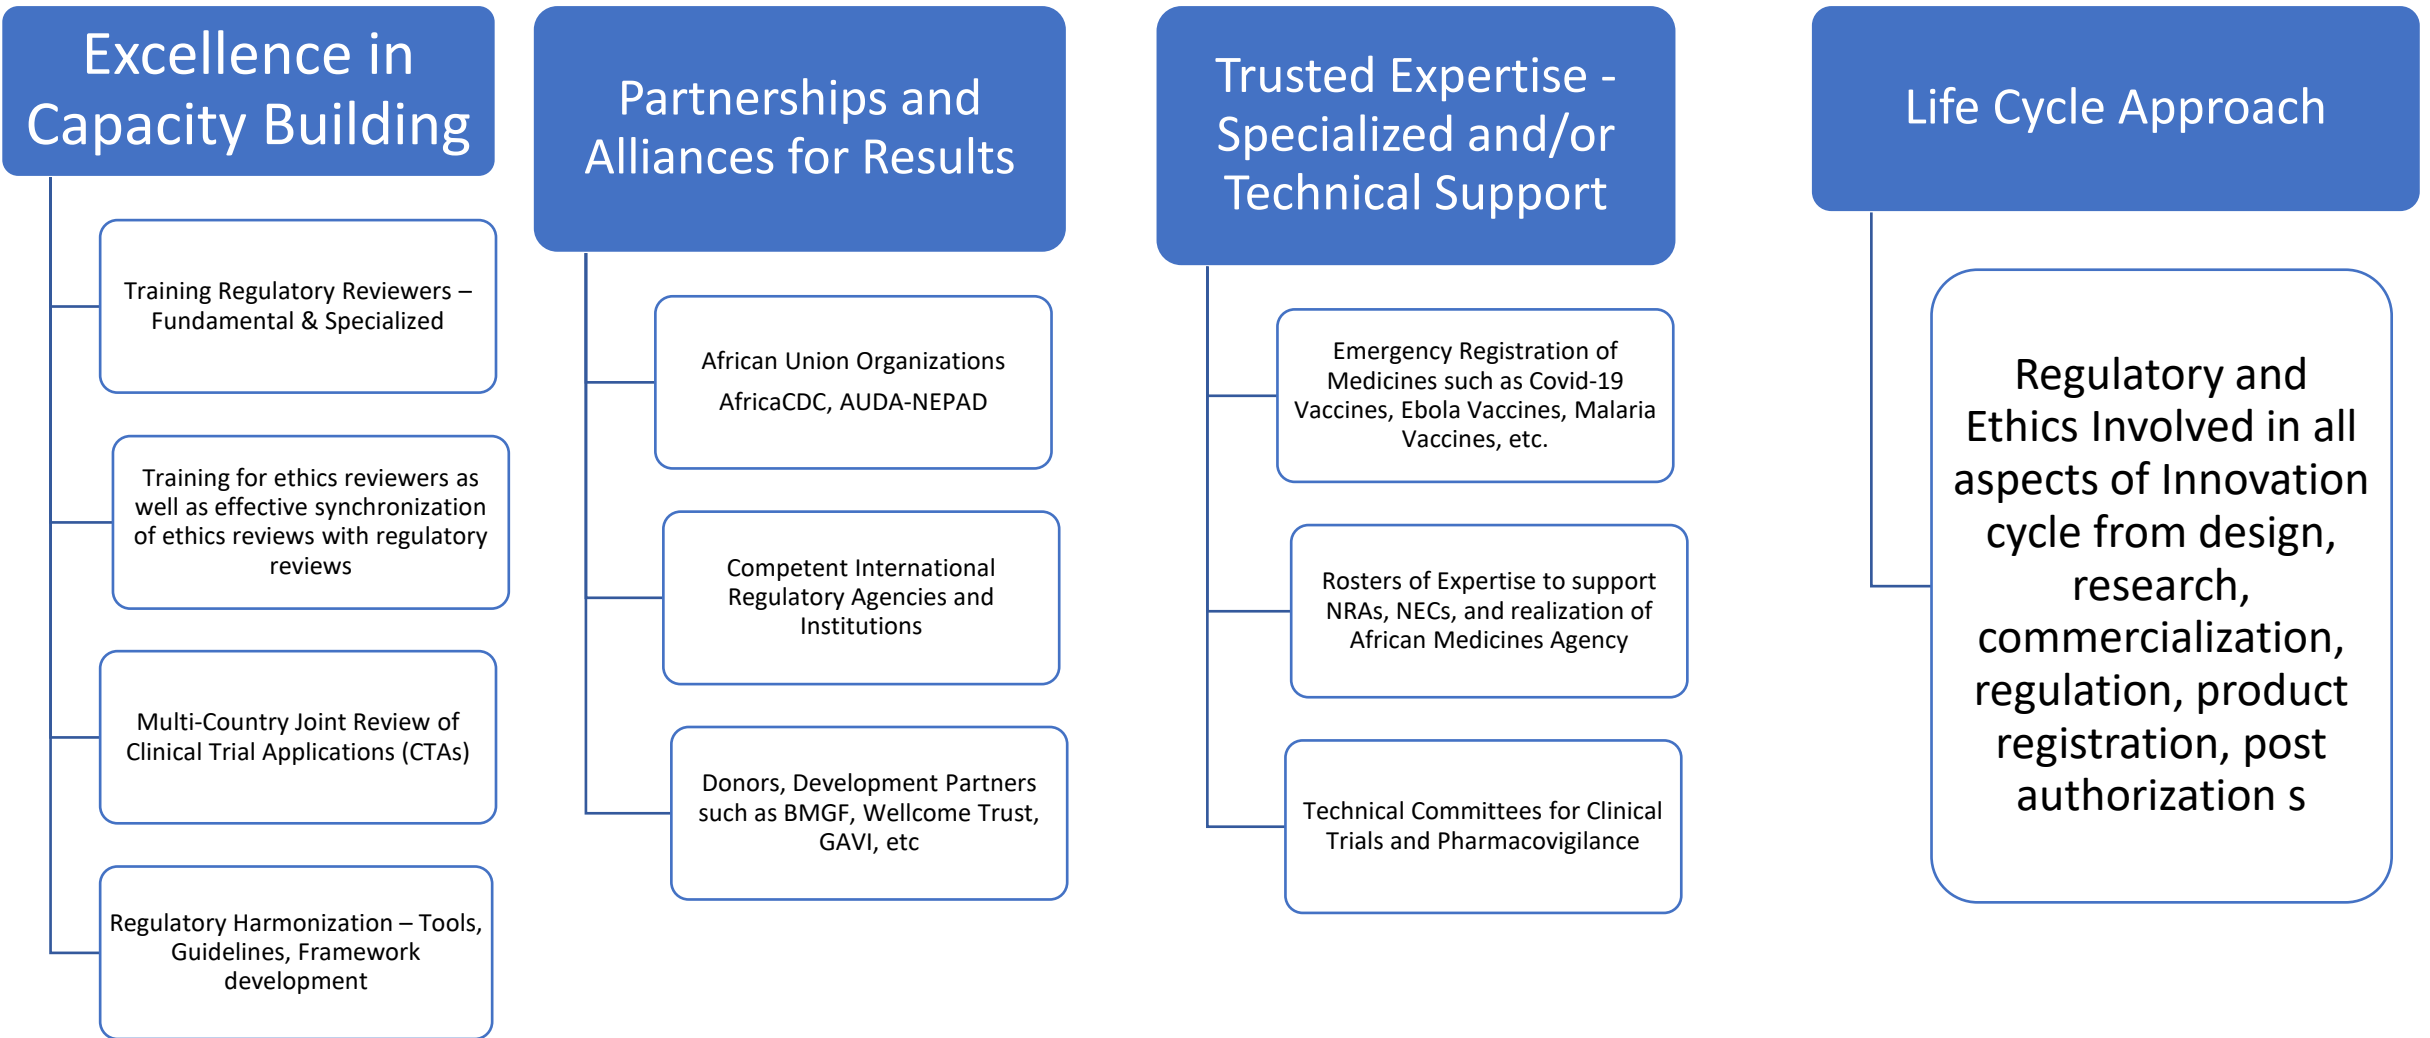 Excellence in
Capacity Building
Training Regulatory Reviewers –
Fundamental & Specialized
Training for ethics reviewers as
well as effective synchronization
of ethics reviews with regulatory
reviews
Multi-Country Joint Review of
Clinical Trial Applications (CTAs)
Regulatory Harmonization – Tools,
Guidelines, Framework
development
Partnerships and
Alliances for Results
African Union Organizations
AfricaCDC, AUDA-NEPAD
Competent International
Regulatory Agencies and
Institutions
Donors, Development Partners
such as BMGF, Wellcome Trust,
GAVI, etc
Trusted Expertise -
Specialized and/or
Technical Support
Emergency Registration of
Medicines such as Covid-19
Vaccines, Ebola Vaccines, Malaria
Vaccines, etc.
Rosters of Expertise to support
NRAs, NECs, and realization of
African Medicines Agency
Technical Committees for Clinical
Trials and Pharmacovigilance
Life Cycle Approach
Regulatory and
Ethics Involved in all
aspects of Innovation
cycle from design,
research,
commercialization,
regulation, product
registration, post
authorization s